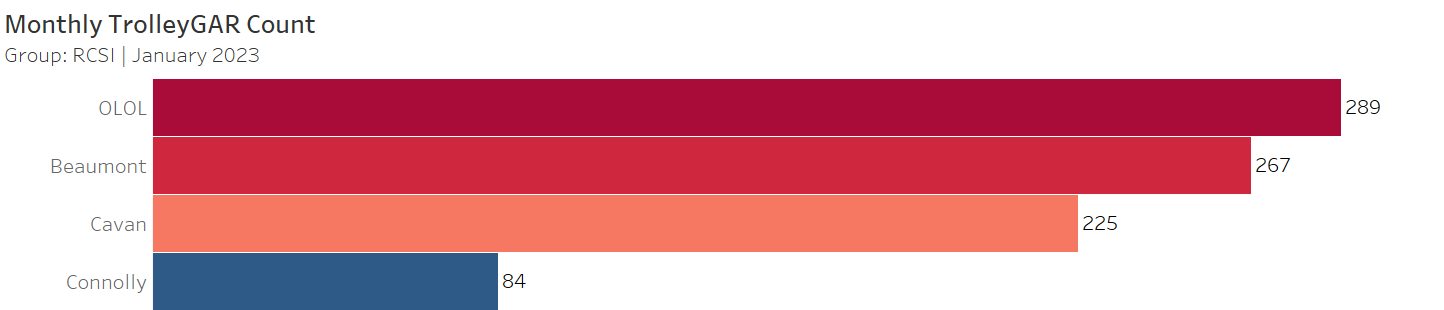 Monthly TrolleyGAR Count
Group: RCSI | January 2023
OLOL 289
Beaumont 267
Cavan 225
Connolly 84